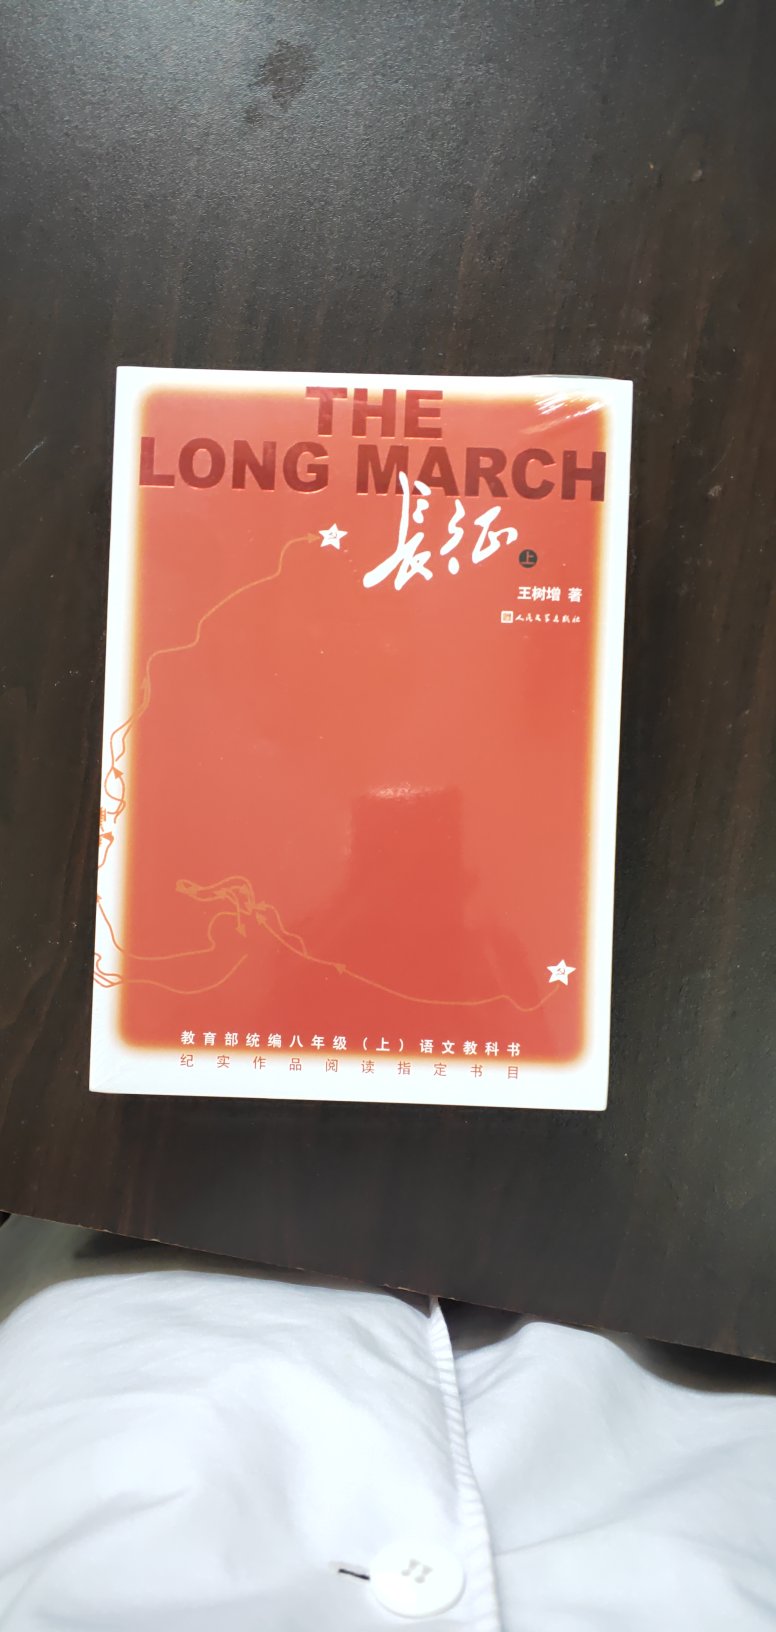 THE
LONG MARCH
長征
上
王树增 著
人民文学出版社
教育部统编八年级（上）语文教科书
纪实作品阅读指定书目